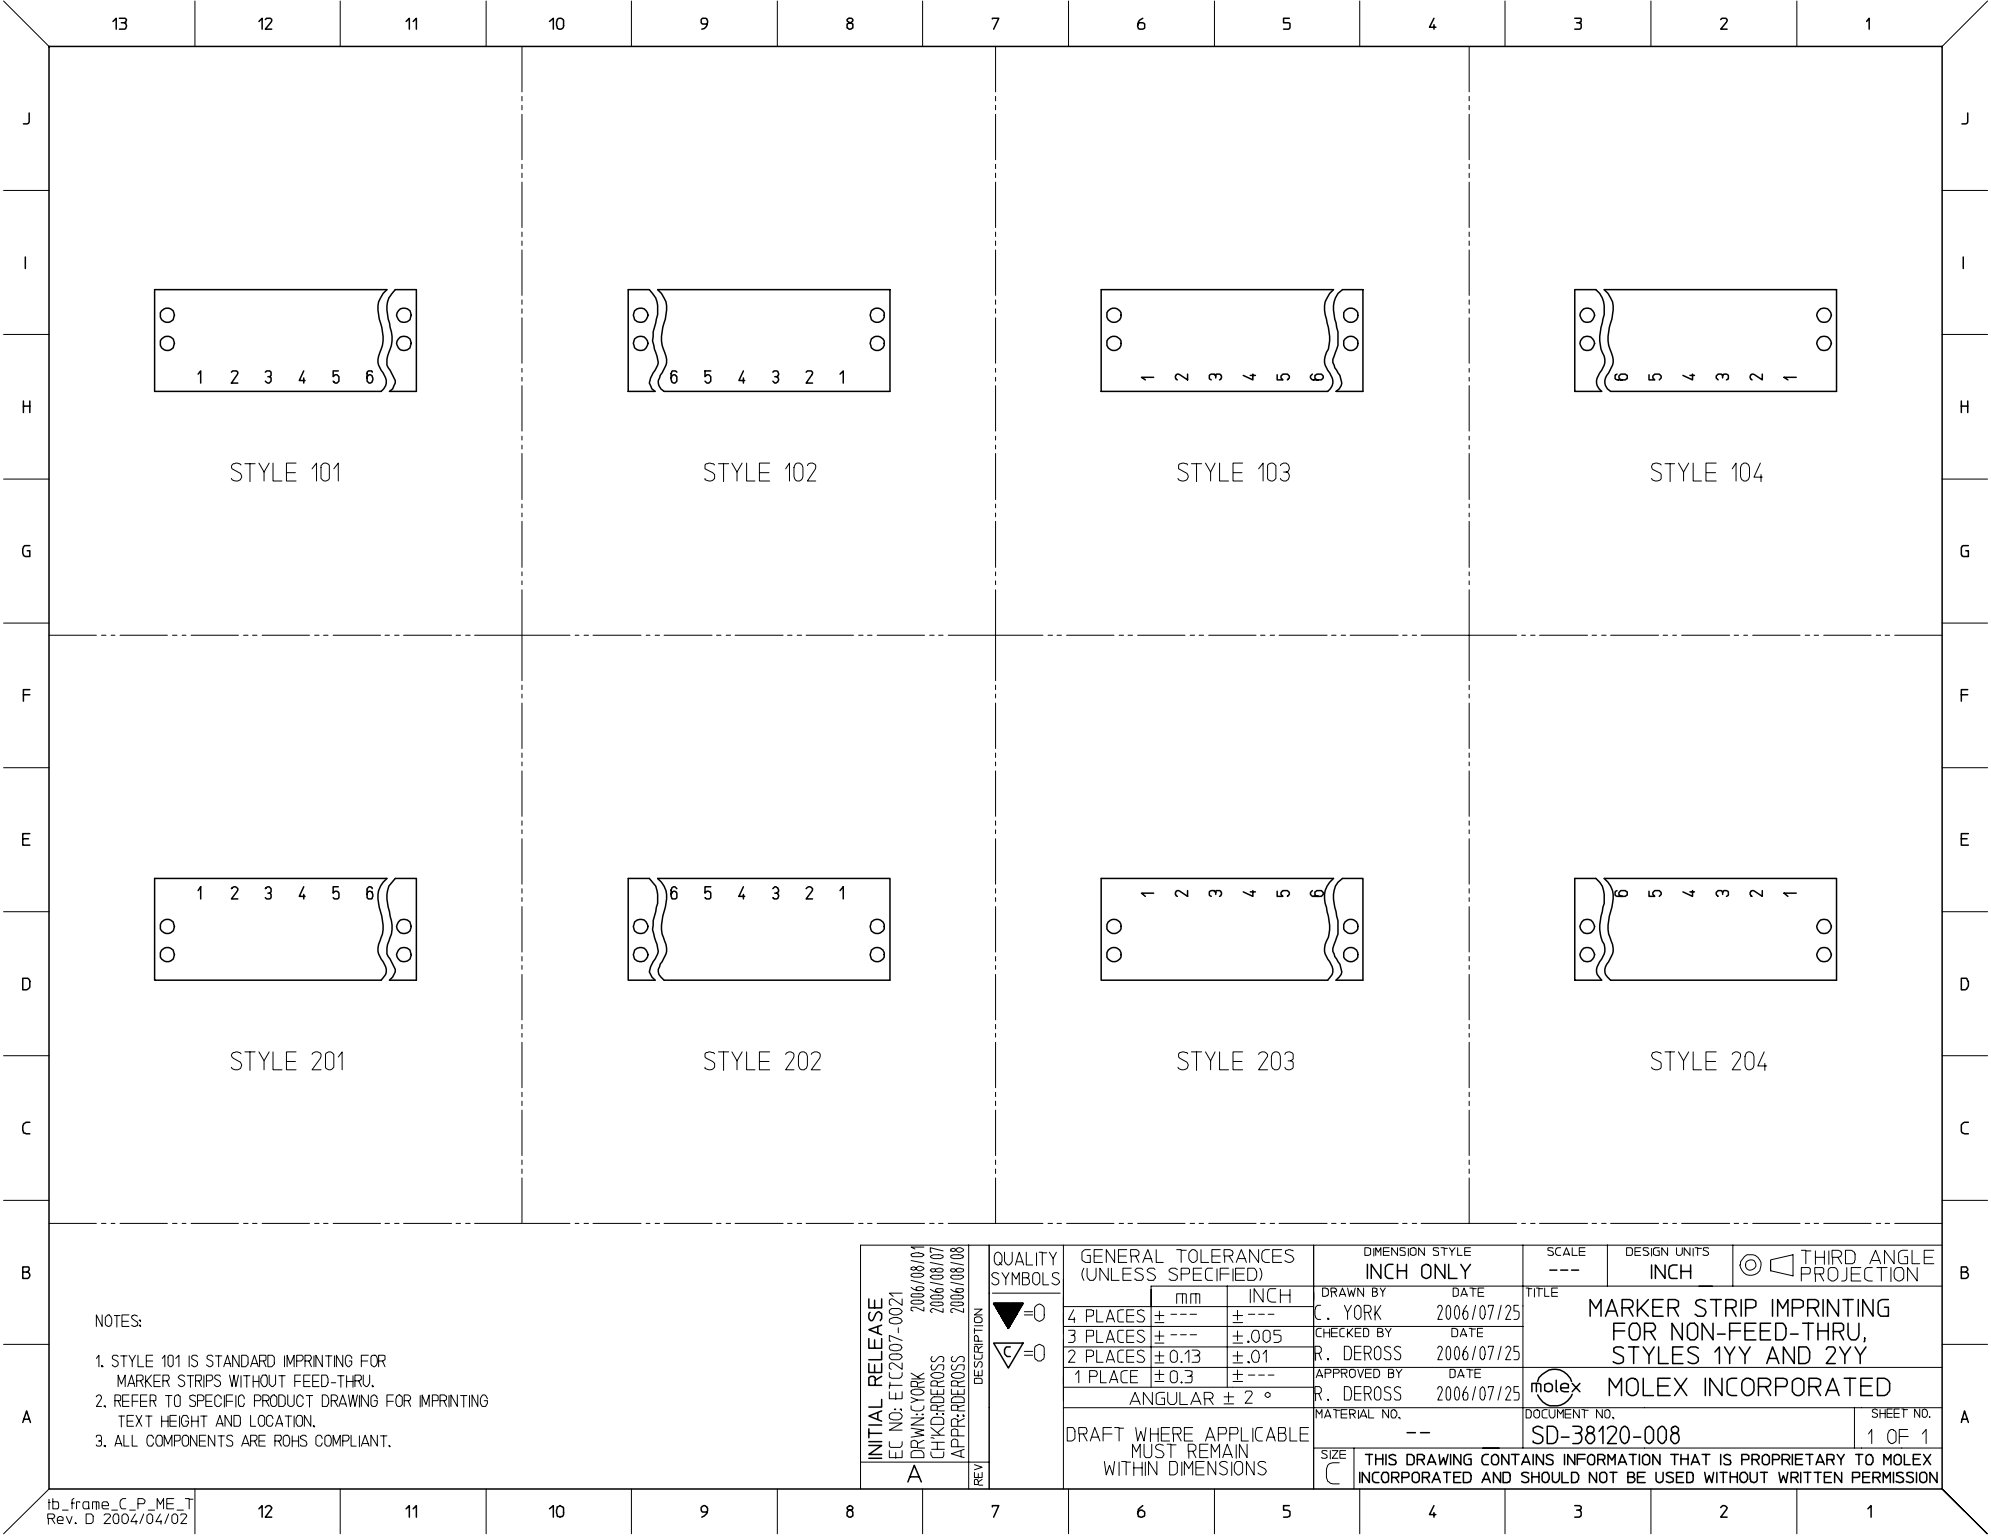 13 12 11 10 9 8 7 6 5 4 3 2 1
J J
I I
1 2 3 4 5 6
6 5 4 3 2 1
1 2 3 4 5 6
6 5 4 3 2 1
H H
STYLE 101
STYLE 102
STYLE 103
STYLE 104
G G
F F
E E
1 2 3 4 5 6
6 5 4 3 2 1
1 2 3 4 5 6
6 5 4 3 2 1
D D
STYLE 201
STYLE 202
STYLE 203
STYLE 204
C C
B B
NOTES:
1. STYLE 101 IS STANDARD IMPRINTING FOR
MARKER STRIPS WITHOUT FEED-THRU.
2. REFER TO SPECIFIC PRODUCT DRAWING FOR IMPRINTING
TEXT HEIGHT AND LOCATION.
3. ALL COMPONENTS ARE ROHS COMPLIANT.
A A
INITIAL RELEASE
EC NO: ETC2007-0021
DRWN:CYORK 2006/08/01
CH'KD:RDEROSS 2006/08/07
APPR:RDEROSS 2006/08/08
A
REV DESCRIPTION
QUALITY
SYMBOLS
=0
C =0
GENERAL TOLERANCES
(UNLESS SPECIFIED)
mm INCH
4 PLACES ± --- ± ---
3 PLACES ± --- ±.005
2 PLACES ± 0.13 ±.01
1 PLACE ± 0.3 ± ---
ANGULAR ± 2 °
DRAFT WHERE APPLICABLE
MUST REMAIN
WITHIN DIMENSIONS
DIMENSION STYLE
INCH ONLY
SCALE
---
DESIGN UNITS
INCH
THIRD ANGLE
PROJECTION
DRAWN BY DATE
C. YORK 2006/07/25
CHECKED BY DATE
R. DEROSS 2006/07/25
APPROVED BY DATE
R. DEROSS 2006/07/25
TITLE
MARKER STRIP IMPRINTING
FOR NON-FEED-THRU,
STYLES 1YY AND 2YY
molex MOLEX INCORPORATED
MATERIAL NO.
--
DOCUMENT NO.
SD-38120-008
SHEET NO.
1 OF 1
SIZE
C
THIS DRAWING CONTAINS INFORMATION THAT IS PROPRIETARY TO MOLEX
INCORPORATED AND SHOULD NOT BE USED WITHOUT WRITTEN PERMISSION
tb_frame_C_P_ME_T
Rev. D 2004/04/02
12 11 10 9 8 7 6 5 4 3 2 1